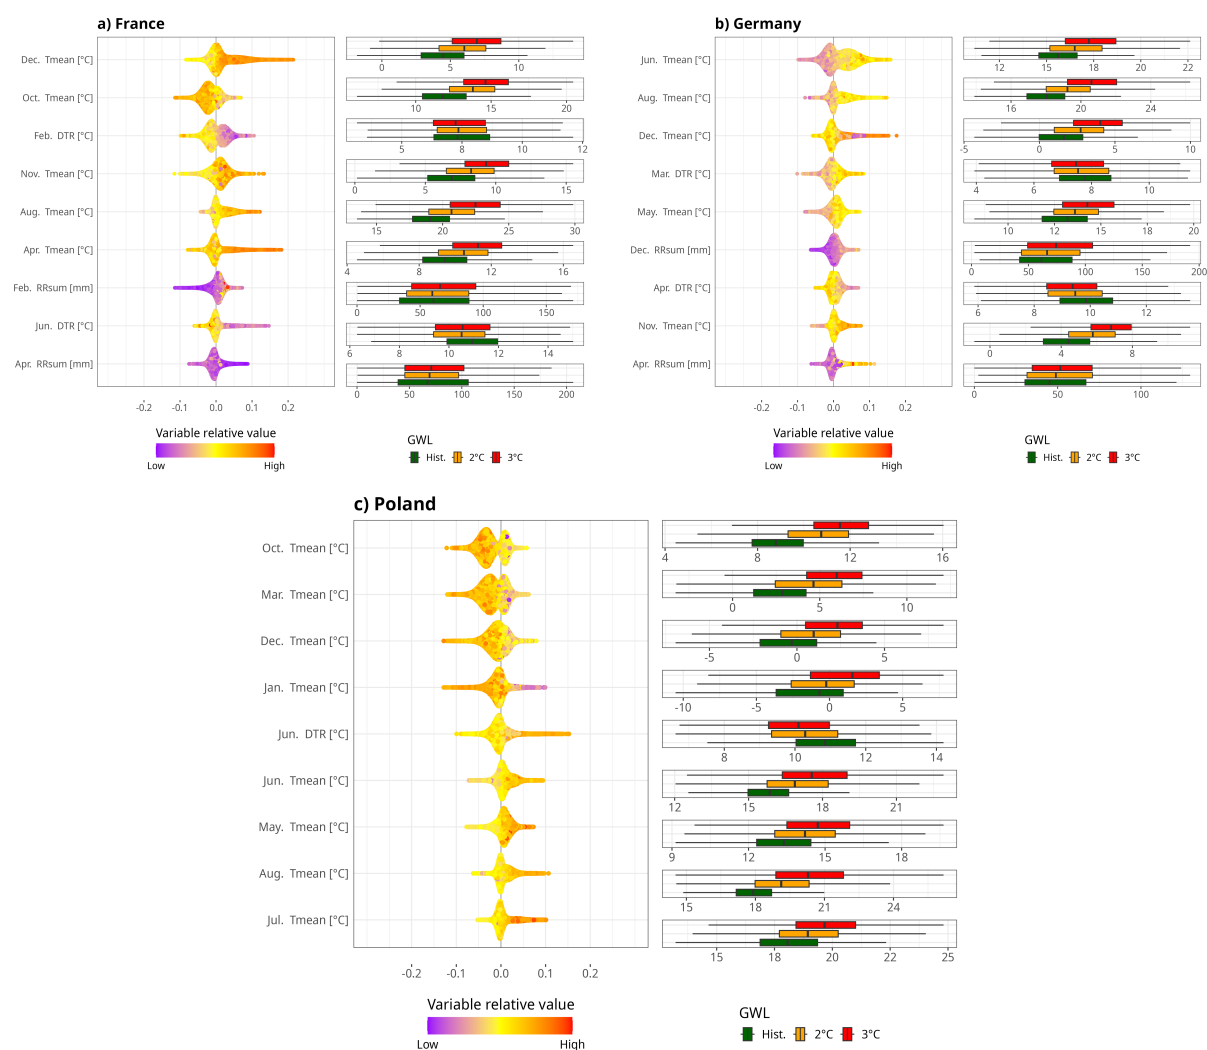 a) France
Dec.  Tmean [°C]
0 5 10
Oct.  Tmean [°C]
10 15 20
Feb.  DTR [°C]
5 8 10 12
Nov.  Tmean [°C]
0 5 10 15
Aug.  Tmean [°C]
15 20 25 30
Apr.  Tmean [°C]
4 8 12 16
Feb.  RRsum [mm]
0 50 100 150
Jun.  DTR [°C]
6 8 10 12 14
Apr.  RRsum [mm]
0 50 100 150 200
-0.2 -0.1 0.0 0.1 0.2
Variable relative value
Low High
GWL
Hist. 2°C 3°C
b) Germany
Jun.  Tmean [°C]
12 15 17 20 22
Aug.  Tmean [°C]
16 20 24
Dec.  Tmean [°C]
-5 0 5 10
Mar.  DTR [°C]
4 6 8 10
May.  Tmean [°C]
10 12 15 18 20
Dec.  RRsum [mm]
0 50 100 150 200
Apr.  DTR [°C]
6 8 10 12
Nov.  Tmean [°C]
0 4 8
Apr.  RRsum [mm]
0 50 100
-0.2 -0.1 0.0 0.1 0.2
Variable relative value
Low High
GWL
Hist. 2°C 3°C
c) Poland
Oct.  Tmean [°C]
4 8 12 16
Mar.  Tmean [°C]
0 5 10
Dec.  Tmean [°C]
-5 0 5
Jan.  Tmean [°C]
-10 -5 0 5
Jun.  DTR [°C]
8 10 12 14
Jun.  Tmean [°C]
12 15 18 21
May.  Tmean [°C]
9 12 15 18
Aug.  Tmean [°C]
15 18 21 24
Jul.  Tmean [°C]
15 18 20 22 25
-0.2 -0.1 0.0 0.1 0.2
Variable relative value
Low High
GWL
Hist. 2°C 3°C